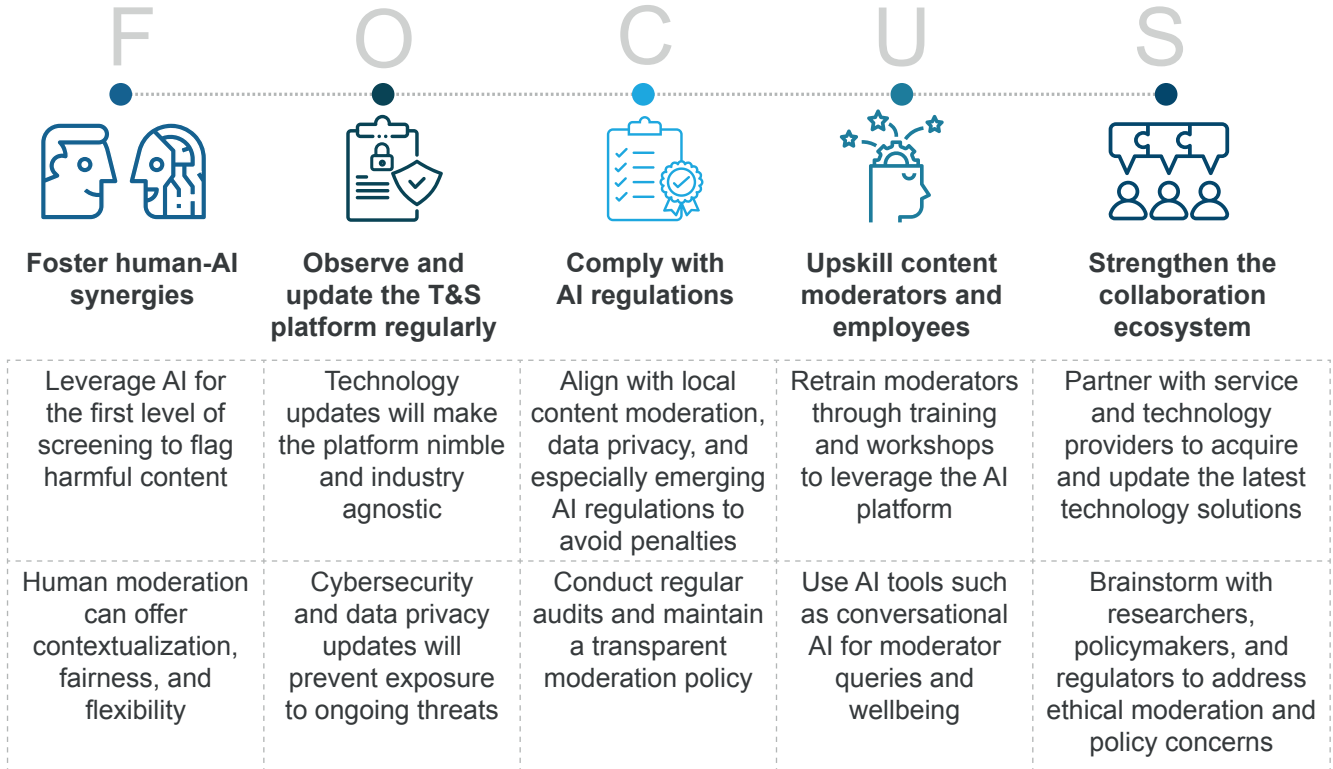 F
O
C
U
S
Foster human-AI
synergies
Observe and
update the T&S
platform regularly
Comply with
AI regulations
Upskill content
moderators and
employees
Strengthen the
collaboration
ecosystem
Leverage AI for
the first level of
screening to flag
harmful content
Technology
updates will make
the platform nimble
and industry
agnostic
Align with local
content moderation,
data privacy, and
especially emerging
AI regulations to
avoid penalties
Retrain moderators
through training
and workshops
to leverage the AI
platform
Partner with service
and technology
providers to acquire
and update the latest
technology solutions
Human moderation
can offer
contextualization,
fairness, and
flexibility
Cybersecurity
and data privacy
updates will
prevent exposure
to ongoing threats
Conduct regular
audits and maintain
a transparent
moderation policy
Use AI tools such
as conversational
AI for moderator
queries and
wellbeing
Brainstorm with
researchers,
policymakers, and
regulators to address
ethical moderation and
policy concerns